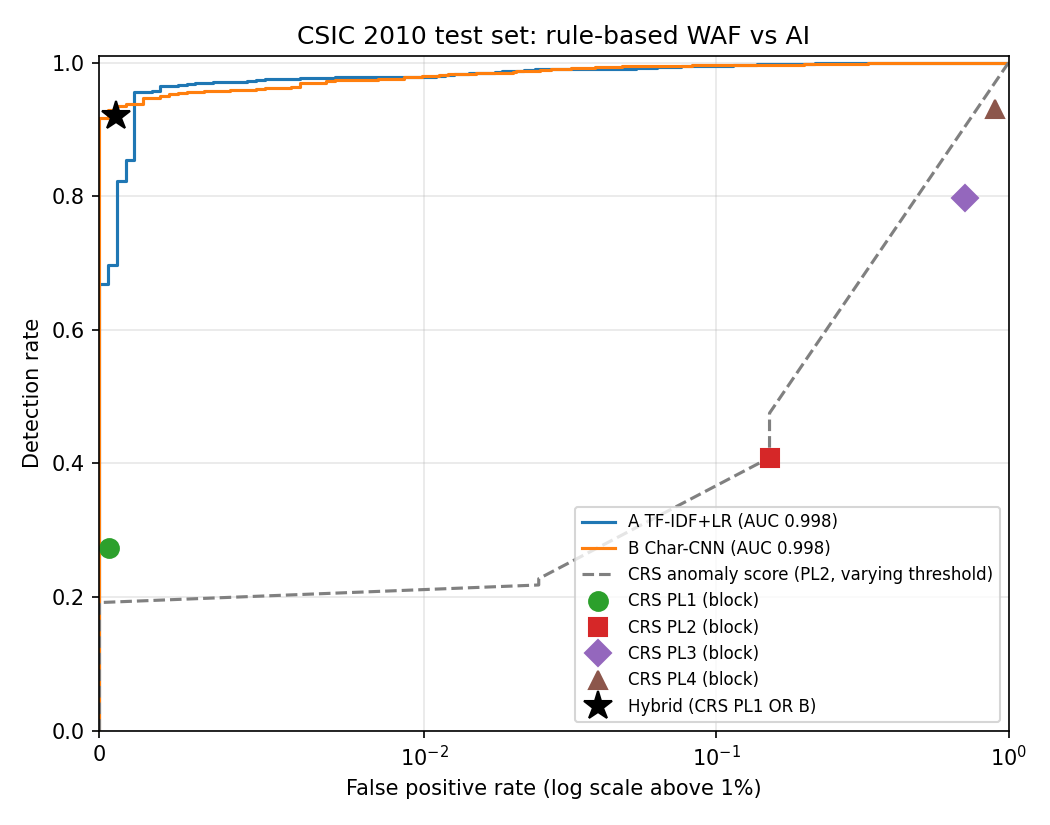 CSIC 2010 test set: rule-based WAF vs AI
1.0
0.8
0.6
0.4
0.2
0.0
Detection rate
A TF-IDF+LR (AUC 0.998)
B Char-CNN (AUC 0.998)
CRS anomaly score (PL2, varying threshold)
CRS PL1 (block)
CRS PL2 (block)
CRS PL3 (block)
CRS PL4 (block)
Hybrid (CRS PL1 OR B)
0 10⁻² 10⁻¹ 10⁰
False positive rate (log scale above 1%)